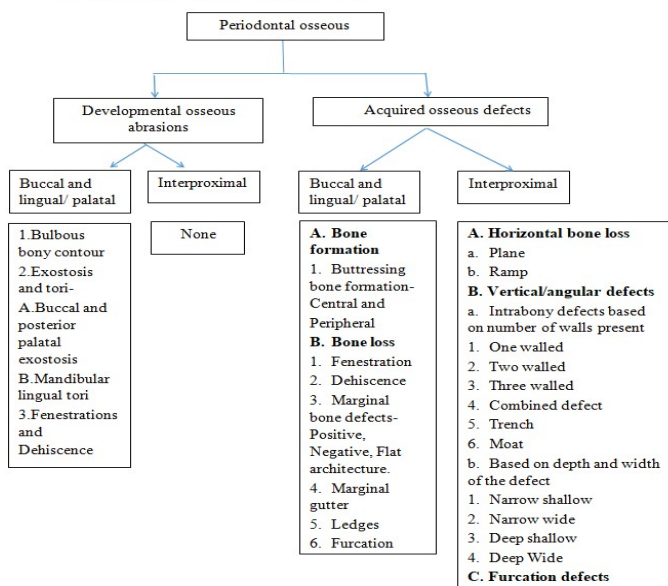 Periodontal osseous
Developmental osseous
abrasions
Acquired osseous defects
Buccal and
lingual/ palatal
Interproximal
Buccal and
lingual/ palatal
Interproximal
1.Bulbous
bony contour
2.Exostosis
and tori-
A.Buccal and
posterior
palatal
exostosis
B.Mandibular
lingual tori
3.Fenestrations
and
Dehiscence
None
A. Bone
formation
1. Buttressing
bone formation-
Central and
Peripheral
B. Bone loss
1. Fenestration
2. Dehiscence
3. Marginal
bone defects-
Positive,
Negative, Flat
architecture.
4. Marginal
gutter
5. Ledges
6. Furcation
A. Horizontal bone loss
a. Plane
b. Ramp
B. Vertical/angular defects
a. Intrabony defects based
on number of walls present
1. One walled
2. Two walled
3. Three walled
4. Combined defect
5. Trench
6. Moat
b. Based on depth and width
of the defect
1. Narrow shallow
2. Narrow wide
3. Deep shallow
4. Deep Wide
C. Furcation defects